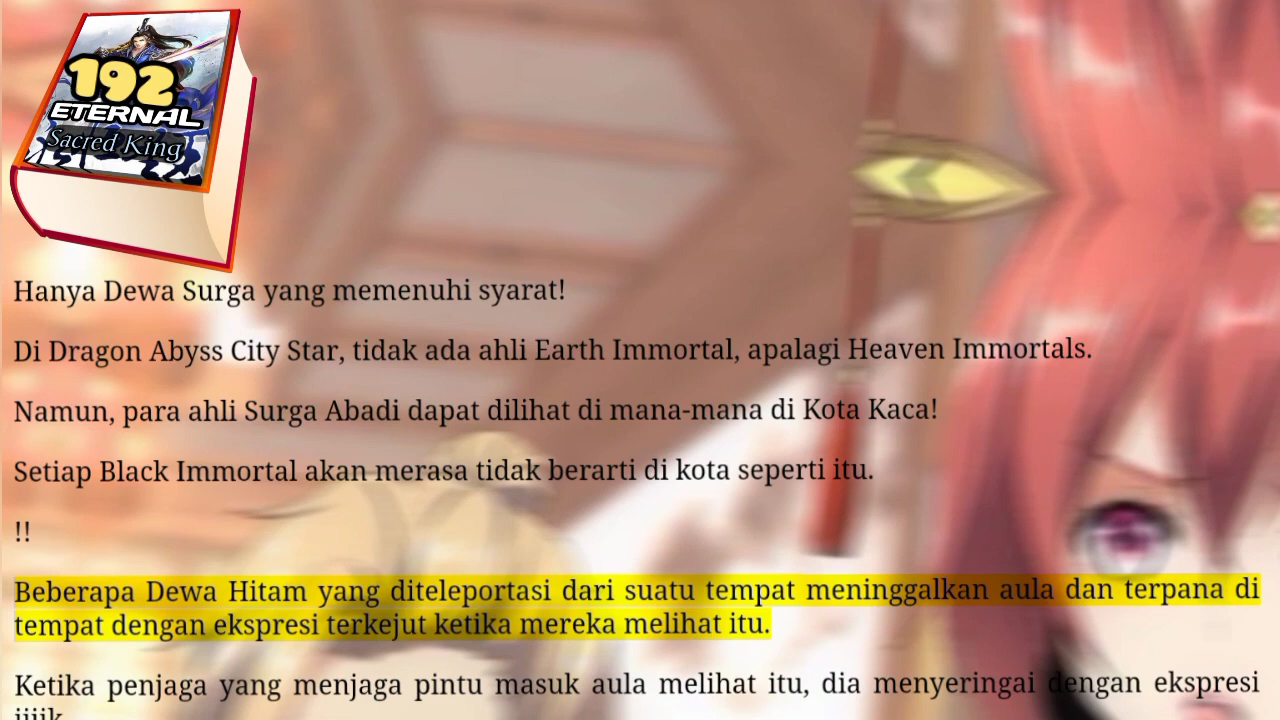 192
ETERNAL
Sacred King
Hanya Dewa Surga yang memenuhi syarat!
Di Dragon Abyss City Star, tidak ada ahli Earth Immortal, apalagi Heaven Immortals.
Namun, para ahli Surga Abadi dapat dilihat di mana-mana di Kota Kaca!
Setiap Black Immortal akan merasa tidak berarti di kota seperti itu.
!!
Beberapa Dewa Hitam yang diteleportasi dari suatu tempat meninggalkan aula dan terpana di
tempat dengan ekspresi terkejut ketika mereka melihat itu.
Ketika penjaga yang menjaga pintu masuk aula melihat itu, dia menyeringai dengan ekspresi